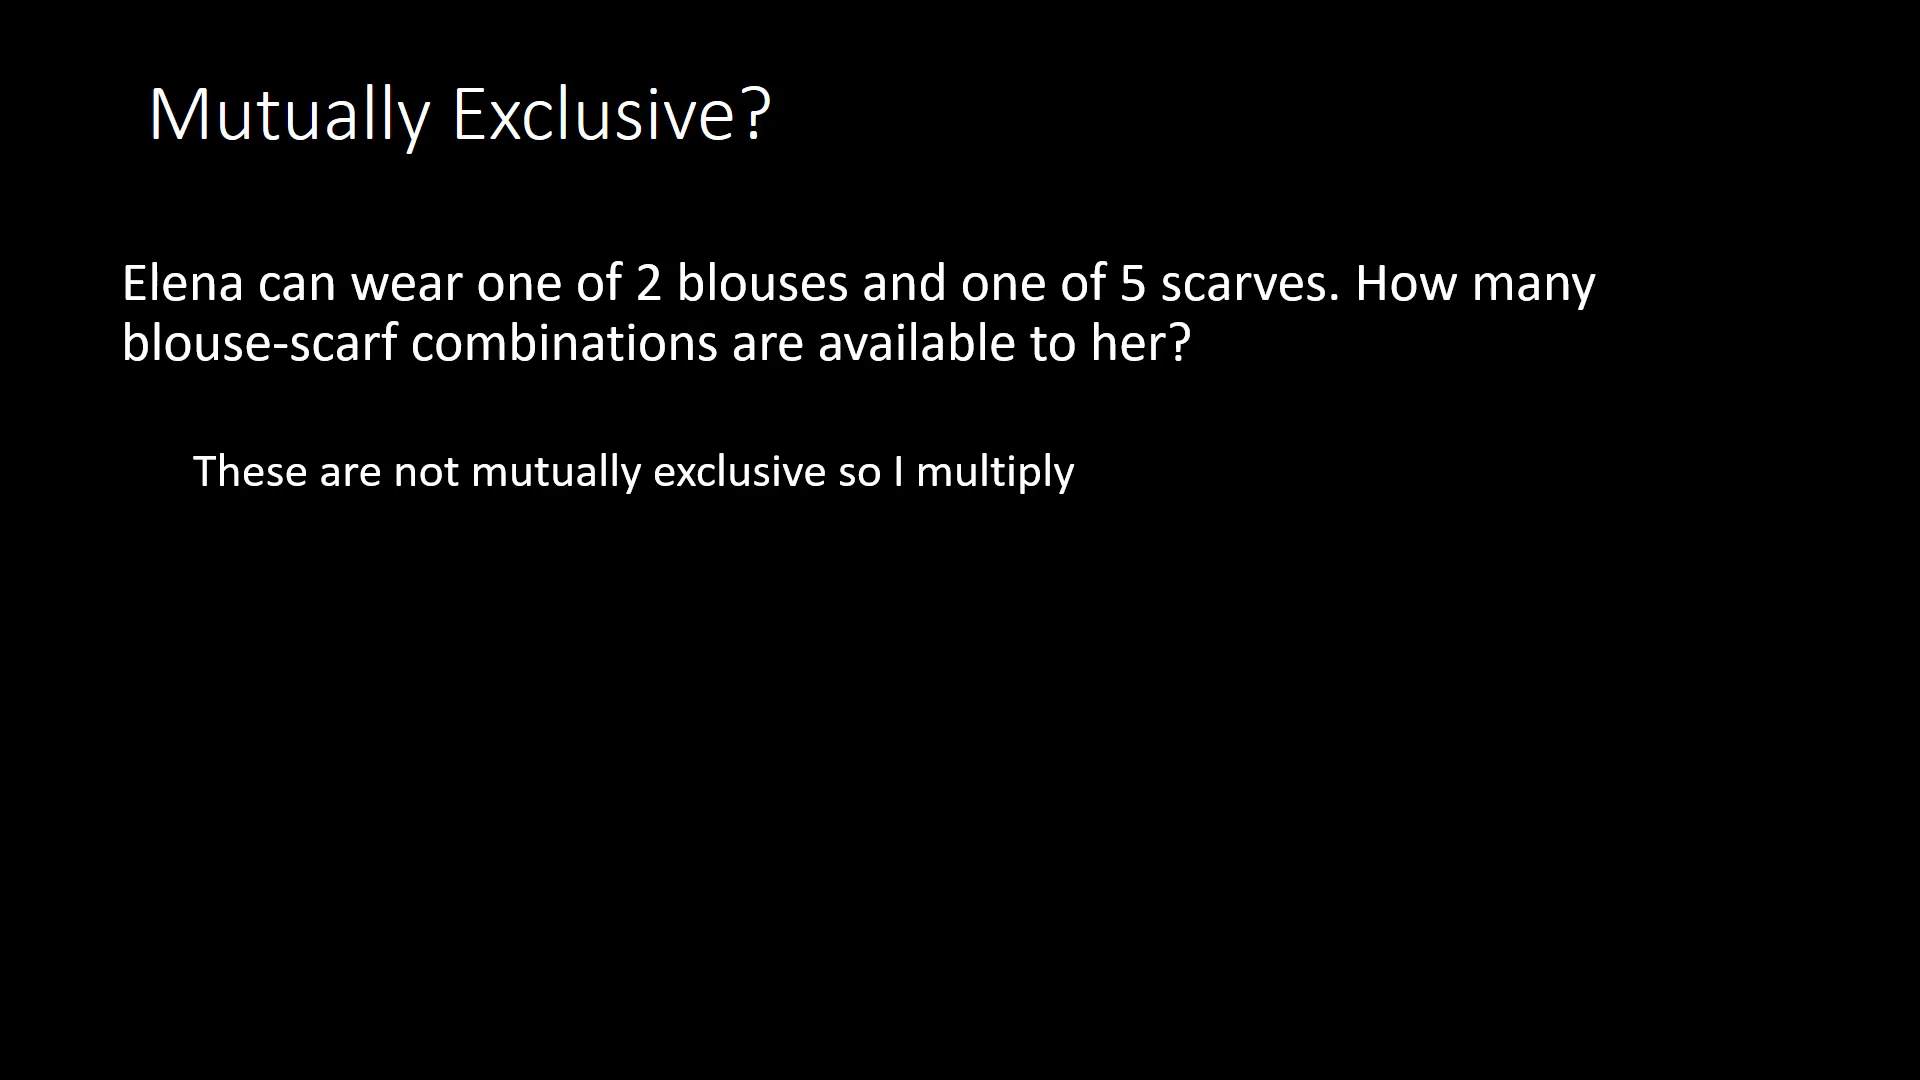 Mutually Exclusive?
Elena can wear one of 2 blouses and one of 5 scarves. How many
blouse-scarf combinations are available to her?
These are not mutually exclusive so I multiply